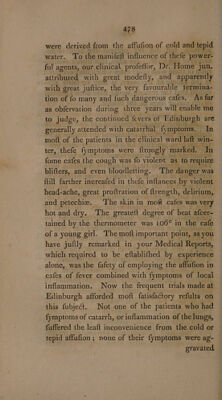 478
were derived from the affusion of cold and tepid
water. To the manifest influence of these power-
ful agents, our clinical professor, Dr. Home jun.
attributed with great modesty, and apparently
with great justice, the very favourable termina-
tion of so many and such dangerous cases. As far
as observation during three years will enable me
to judge, the continued fevers of Edinburgh are
generally attended with catarrhal symptoms. In
most of the patients in the clinical ward last win-
ter, these symptoms were strongly marked. In
some cases the cough was so violent as to require
blisters, and even bloodletting. The danger was
still farther increased in these instances by violent
head-ache, great prostration of strength, delirium,
and petechiæ. The skin in most cases was very
hot and dry. The greatest degree of heat ascer-
tained by the thermometer was 106° in the case
of a young girl. The most important point, as you
have justly remarked in your Medical Reports,
which required to be established by experience
alone, was the safety of employing the affusion in
cases of fever combined with symptoms of local
inflammation. Now the frequent trials made at
Edinburgh afforded most satisfactory results on
this subject. Not one of the patients who had
symptoms of catarrh, or inflammation of the lungs,
suffered the least inconvenience from the cold or
tepid affusion; none of their symptoms were ag-
gravated